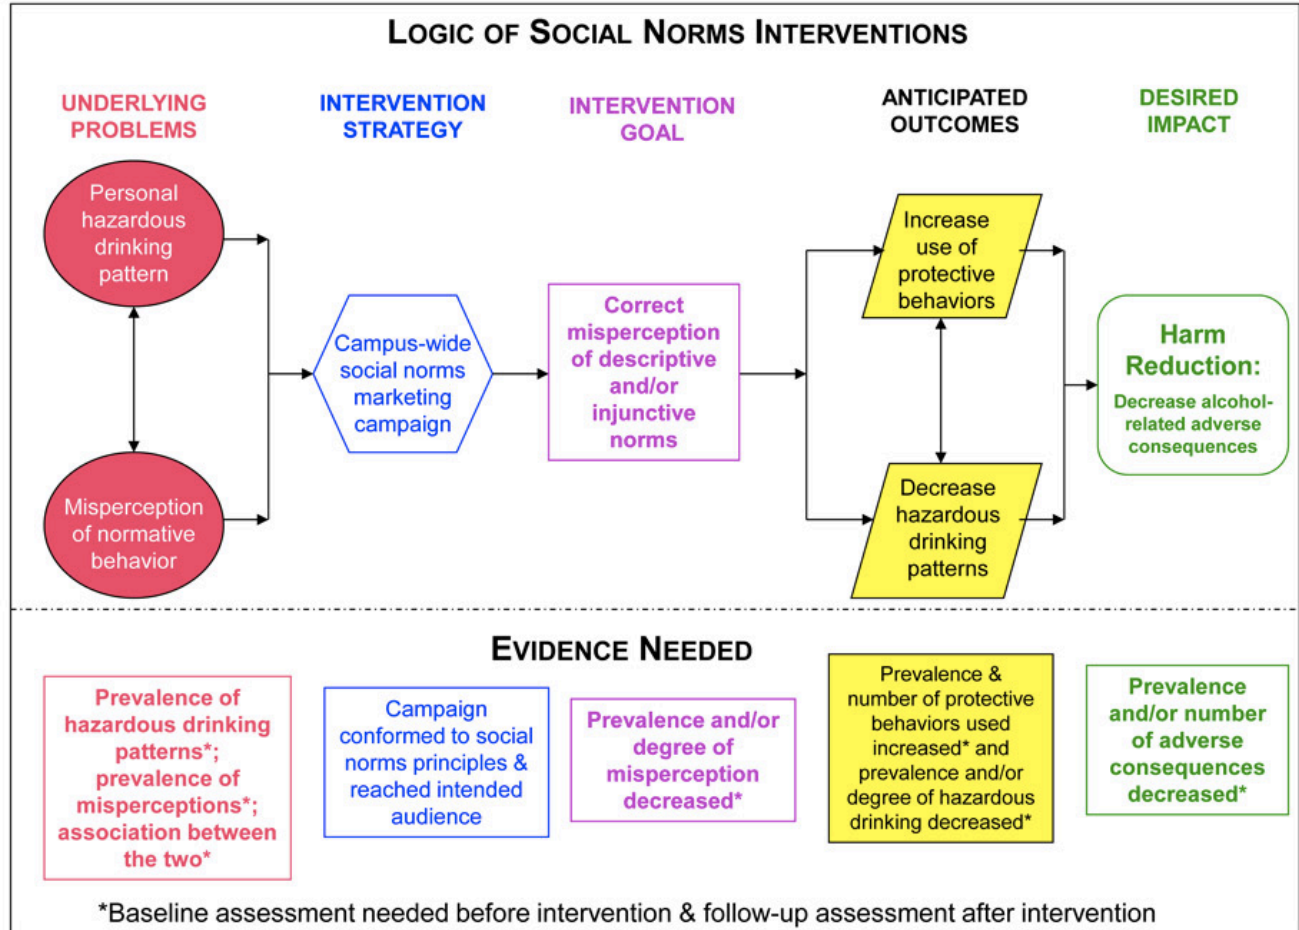 LOGIC OF SOCIAL NORMS INTERVENTIONS
UNDERLYING
PROBLEMS
INTERVENTION
STRATEGY
INTERVENTION
GOAL
ANTICIPATED
OUTCOMES
DESIRED
IMPACT
Personal
hazardous
drinking
pattern
Misperception
of normative
behavior
Campus-wide
social norms
marketing
campaign
Correct
misperception
of descriptive
and/or
injunctive
norms
Increase
use of
protective
behaviors
Decrease
hazardous
drinking
patterns
Harm
Reduction:
Decrease alcohol-
related adverse
consequences
EVIDENCE NEEDED
Prevalence of
hazardous drinking
patterns*;
prevalence of
misperceptions*;
association between
the two*
Campaign
conformed to social
norms principles &
reached intended
audience
Prevalence and/or
degree of
misperception
decreased*
Prevalence &
number of protective
behaviors used
increased* and
prevalence and/or
degree of hazardous
drinking decreased*
Prevalence
and/or number
of adverse
consequences
decreased*
*Baseline assessment needed before intervention & follow-up assessment after intervention